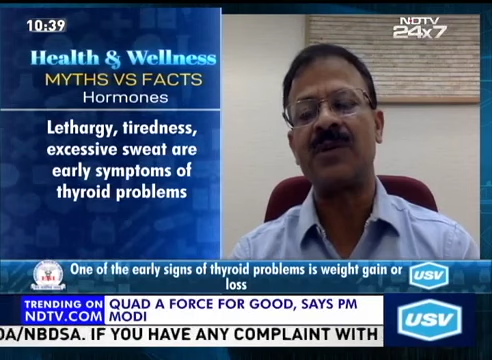 10:39
NDTV
24x7
Health & Wellness
MYTHS VS FACTS
Hormones
Lethargy, tiredness,
excessive sweat are
early symptoms of
thyroid problems
One of the early signs of thyroid problems is weight gain or
loss
USV
TRENDING ON
NDTV.COM
QUAD A FORCE FOR GOOD, SAYS PM
MODI
USV
DA/NBDSA. IF YOU HAVE ANY COMPLAINT WITH